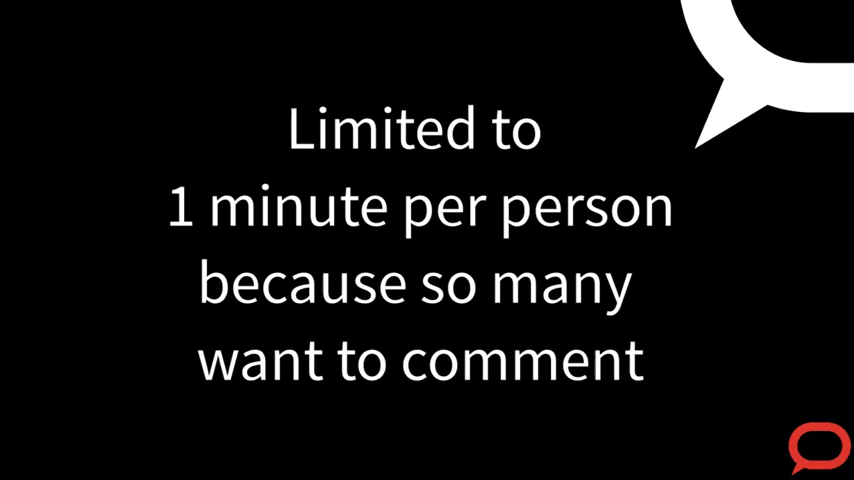 Limited to
1 minute per person
because so many
want to comment